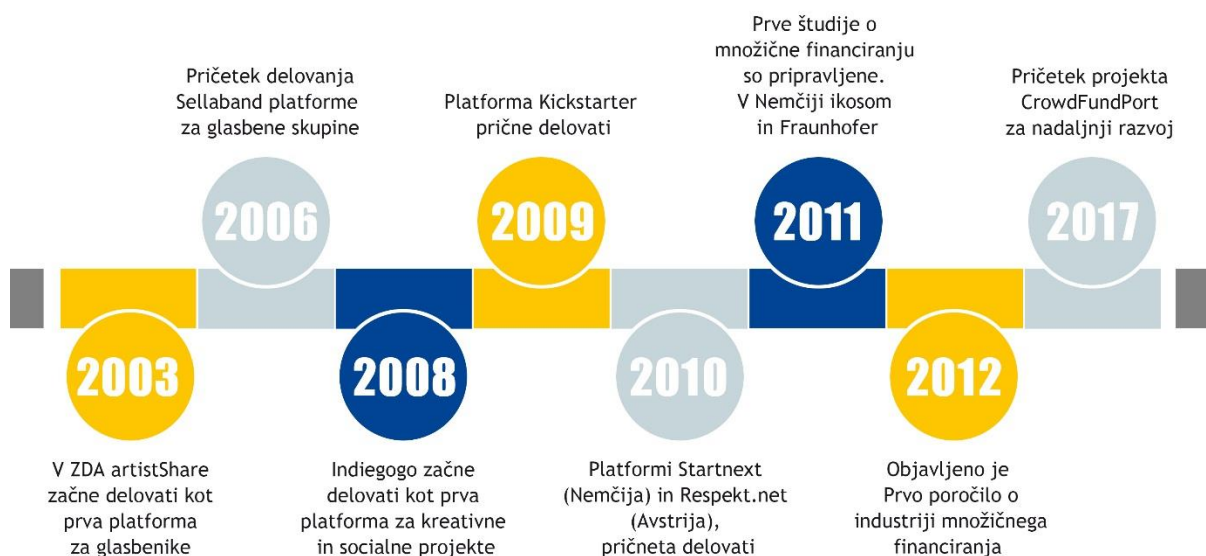 V ZDA artistShare
začne delovati kot
prva platforma
za glasbenike
2003
Pričetek delovanja
Sellaband platforme
za glasbene skupine
2006
2008
Indiegogo začne
delovati kot prva
platforma za kreativne
in socialne projekte
Platforma Kickstarter
prične delovati
2009
2010
Platformi Startnext
(Nemčija) in Respekt.net
(Avstrija),
pričneta delovati
Prve študije o
množične financiranju
so pripravljene.
V Nemčiji ikosom
in Fraunhofer
2011
2012
Objavljeno je
Prvo poročilo o
industriji množičnega
financiranja
Pričetek projekta
CrowdFundPort
za nadaljnji razvoj
2017